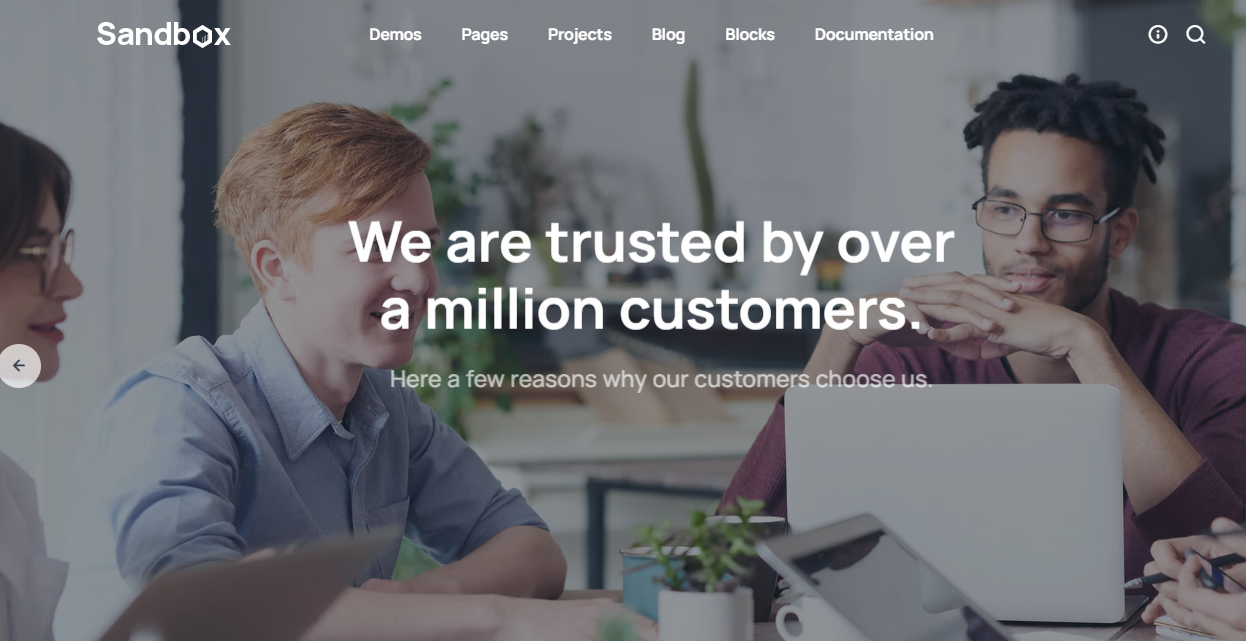 Sandbox
Demos
Pages
Projects
Blog
Blocks
Documentation
We are trusted by over
a million customers.
Here a few reasons why our customers choose us.